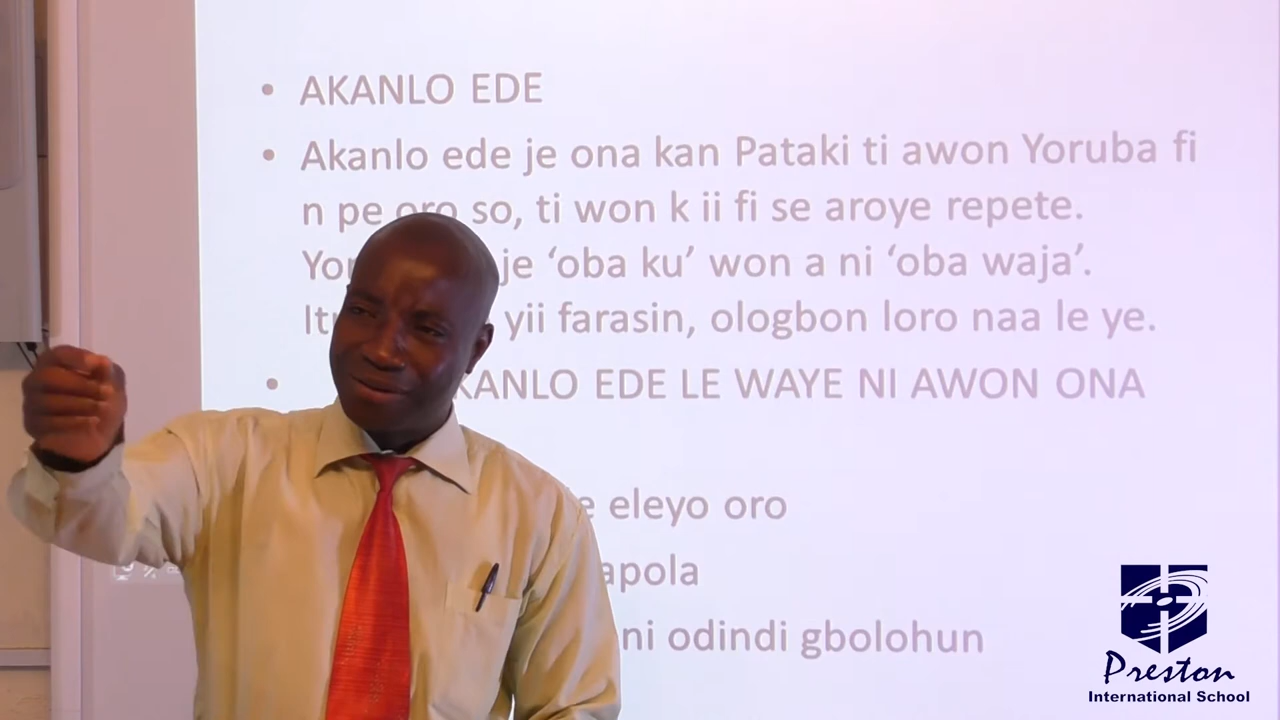 • AKANLO EDE
• Akanlo ede je ona kan Pataki ti awon Yoruba fi
n pe oro so, ti won k ii fi se aroye repete.
je ‘oba ku’ won a ni ‘oba waja’.
yii farasin, ologbon loro naa le ye.
• EDE LE WAYE NI AWON ONA
eleyo oro
ni odindi gbolohun
Preston
International School